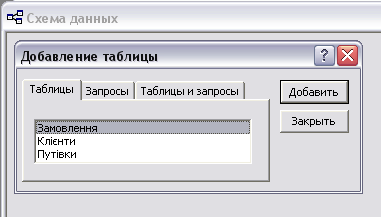 Схема данных
Добавление таблицы
?
Таблицы Запросы Таблицы и запросы
Добавить
Закрыть
Замовлення
Клієнти
Путівки